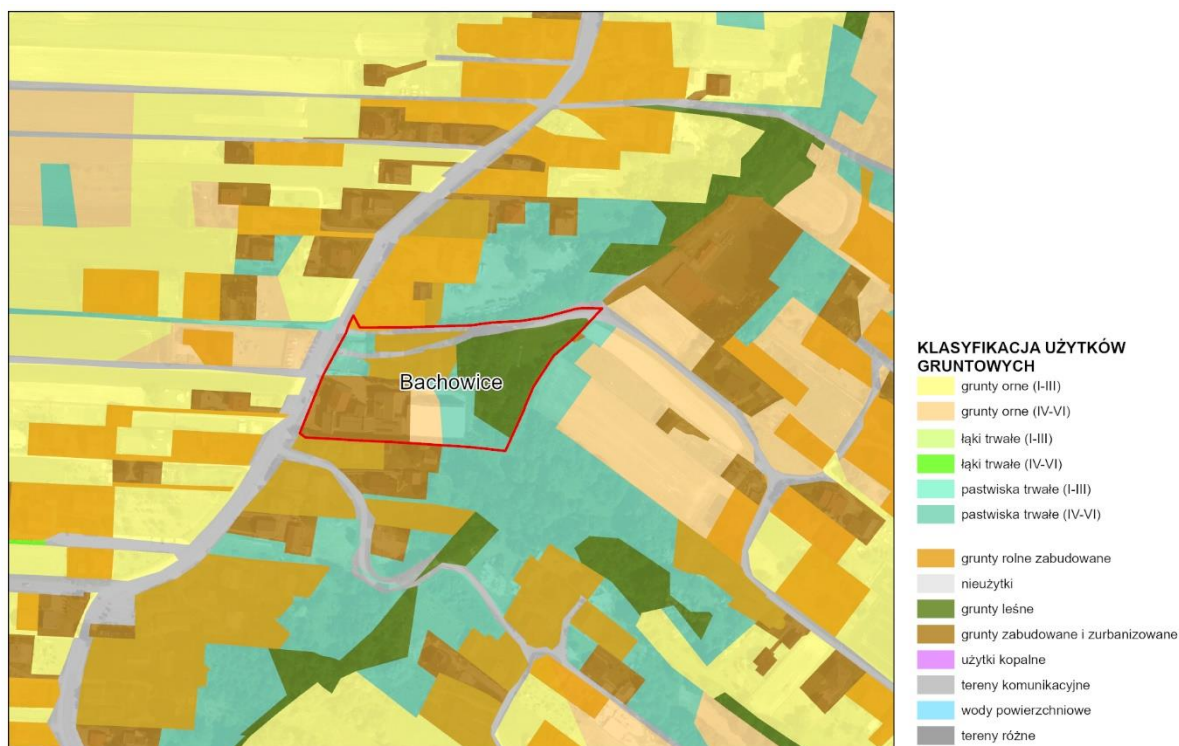 Bachowice
KLASYFIKACJA UŻYTKÓW
GRUNTOWYCH
grunty orne (I-III)
grunty orne (IV-VI)
łąki trwałe (I-III)
łąki trwałe (IV-VI)
pastwiska trwałe (I-III)
pastwiska trwałe (IV-VI)
grunty rolne zabudowane
nieużytki
grunty leśne
grunty zabudowane i zurbanizowane
użytki kopalne
tereny komunikacyjne
wody powierzchniowe
tereny różne